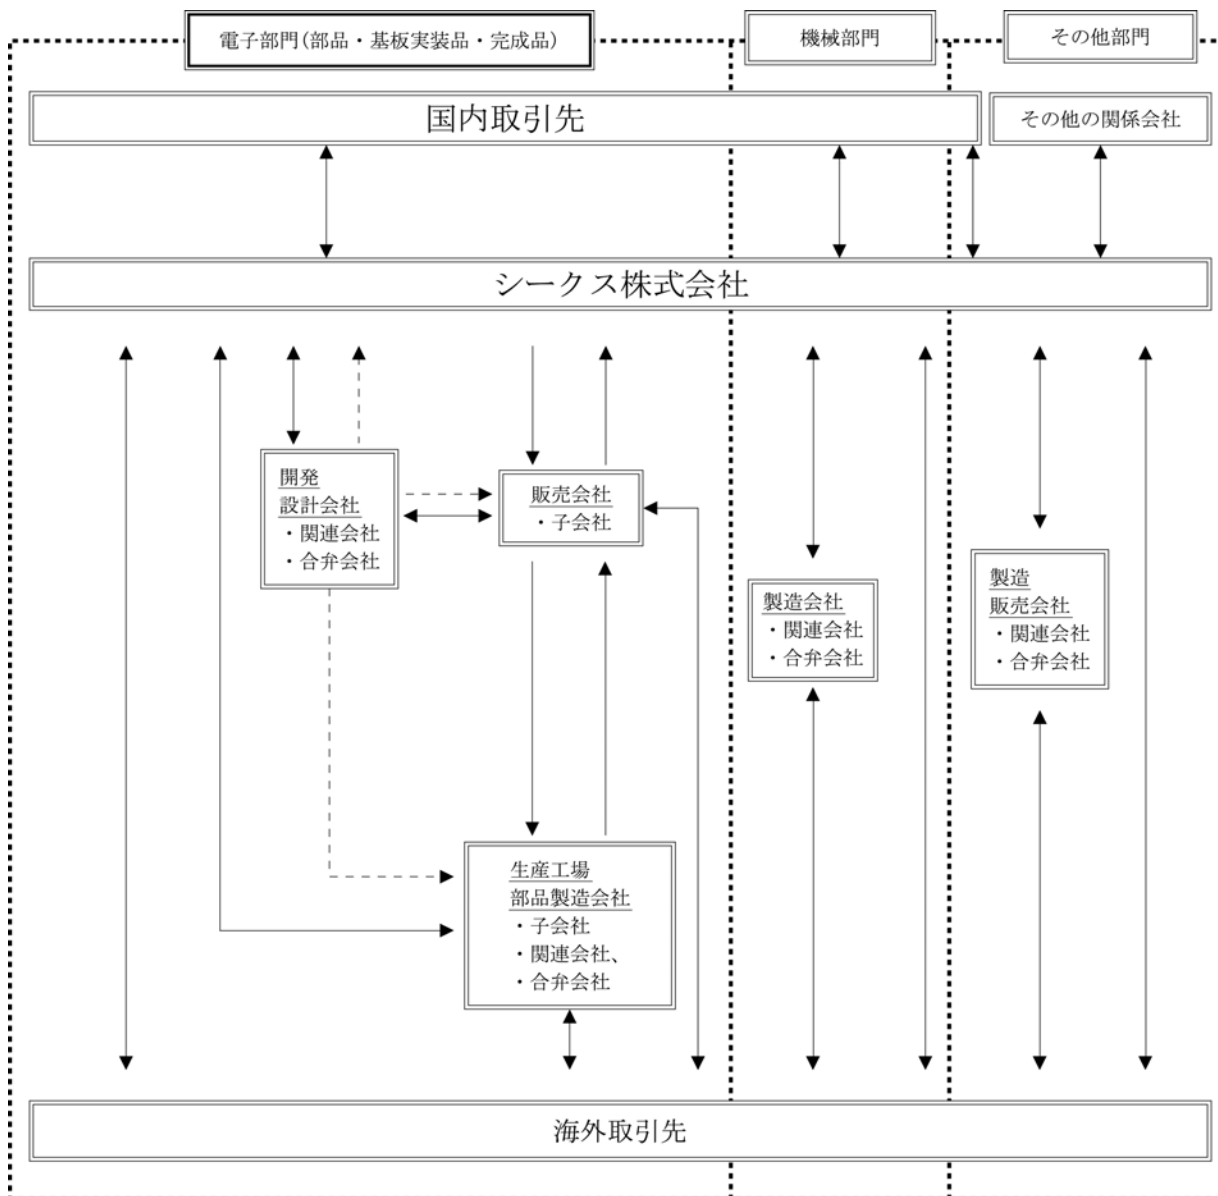 電子部門(部品・基板実装品・完成品)
機械部門
その他部門
国内取引先
その他の関係会社
シークス株式会社
開発
設計会社
・関連会社
・合弁会社
販売会社
・子会社
製造会社
・関連会社
・合弁会社
製造
販売会社
・関連会社
・合弁会社
生産工場
部品製造会社
・子会社
・関連会社、
・合弁会社
海外取引先